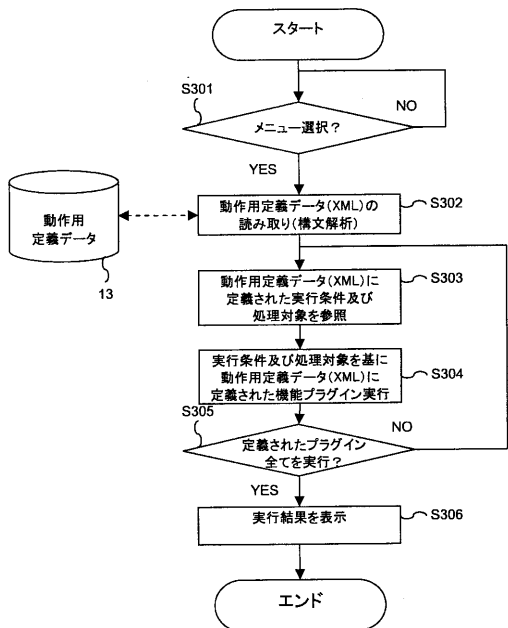 スタート
S301
メニュー選択？
NO
YES
動作用
定義データ
13
動作用定義データ(XML)の
読み取り(構文解析)
S302
動作用定義データ(XML)に
定義された実行条件及び
処理対象を参照
S303
実行条件及び処理対象を基に
動作用定義データ(XML)に
定義された機能プラグイン実行
S304
S305
定義されたプラグイン
全てを実行？
NO
YES
実行結果を表示
S306
エンド